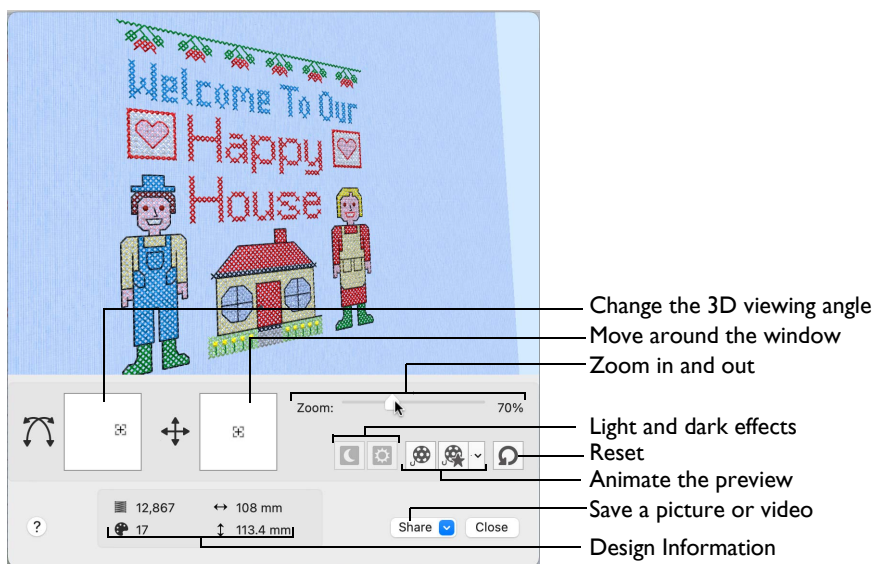 Welcome To Our
Happy
House
Change the 3D viewing angle
Move around the window
Zoom in and out
Zoom:
70%
Light and dark effects
Reset
Animate the preview
12,867
108 mm
Save a picture or video
?
17
113.4 mm
Share
Close
Design Information